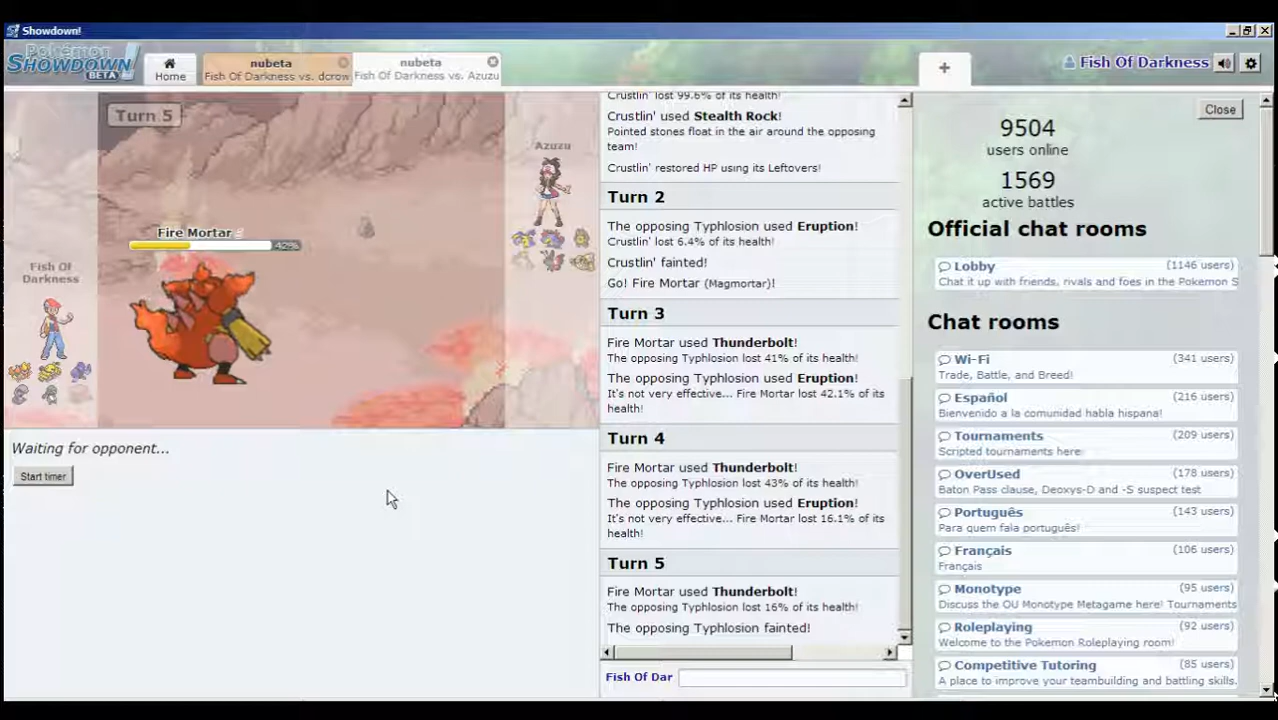 Showdown!
Pokémon
SHOWDOWN!
BETA
Home
nubeta
Fish Of Darkness vs. dcrow
nubeta
Fish Of Darkness vs. Azuzu
+
Fish Of Darkness
Turn 5
Azuzu
Fire Mortar
42%
Fish Of
Darkness
Waiting for opponent...
Start timer
Crustlin' lost 99.6% of its health!
Crustlin' used Stealth Rock!
Pointed stones float in the air around the opposing
team!
Crustlin' restored HP using its Leftovers!
Turn 2
The opposing Typhlosion used Eruption!
Crustlin' lost 6.4% of its health!
Crustlin' fainted!
Go! Fire Mortar (Magmortar)!
Turn 3
Fire Mortar used Thunderbolt!
The opposing Typhlosion lost 41% of its health!
The opposing Typhlosion used Eruption!
It's not very effective... Fire Mortar lost 42.1% of its
health!
Turn 4
Fire Mortar used Thunderbolt!
The opposing Typhlosion lost 43% of its health!
The opposing Typhlosion used Eruption!
It's not very effective... Fire Mortar lost 16.1% of its
health!
Turn 5
Fire Mortar used Thunderbolt!
The opposing Typhlosion lost 16% of its health!
The opposing Typhlosion fainted!
Fish Of Dar
Close
9504
users online
1569
active battles
Official chat rooms
Lobby (1146 users)
Chat it up with friends, rivals and foes in the Pokemon S
Chat rooms
Wi-Fi (341 users)
Trade, Battle, and Breed!
Español (216 users)
Bienvenido a la comunidad habla hispana!
Tournaments (209 users)
Scripted tournaments here
OverUsed (178 users)
Baton Pass clause, Deoxys-D and -S suspect test
Português (143 users)
Para quem fala português!
Français (106 users)
Français
Monotype (95 users)
Discuss the OU Monotype Metagame here! Tournaments
Roleplaying (92 users)
Welcome to the Pokemon Roleplaying room!
Competitive Tutoring (85 users)
A place to improve your teambuilding and battling skills.